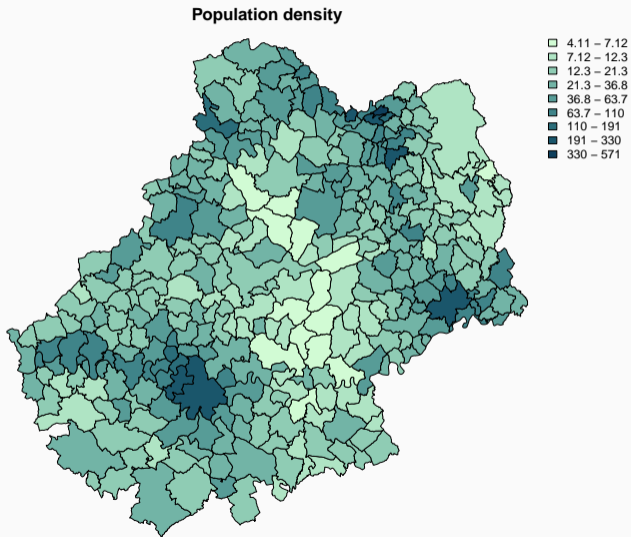 Population density
4.11 – 7.12
7.12 – 12.3
12.3 – 21.3
21.3 – 36.8
36.8 – 63.7
63.7 – 110
110 – 191
191 – 330
330 – 571